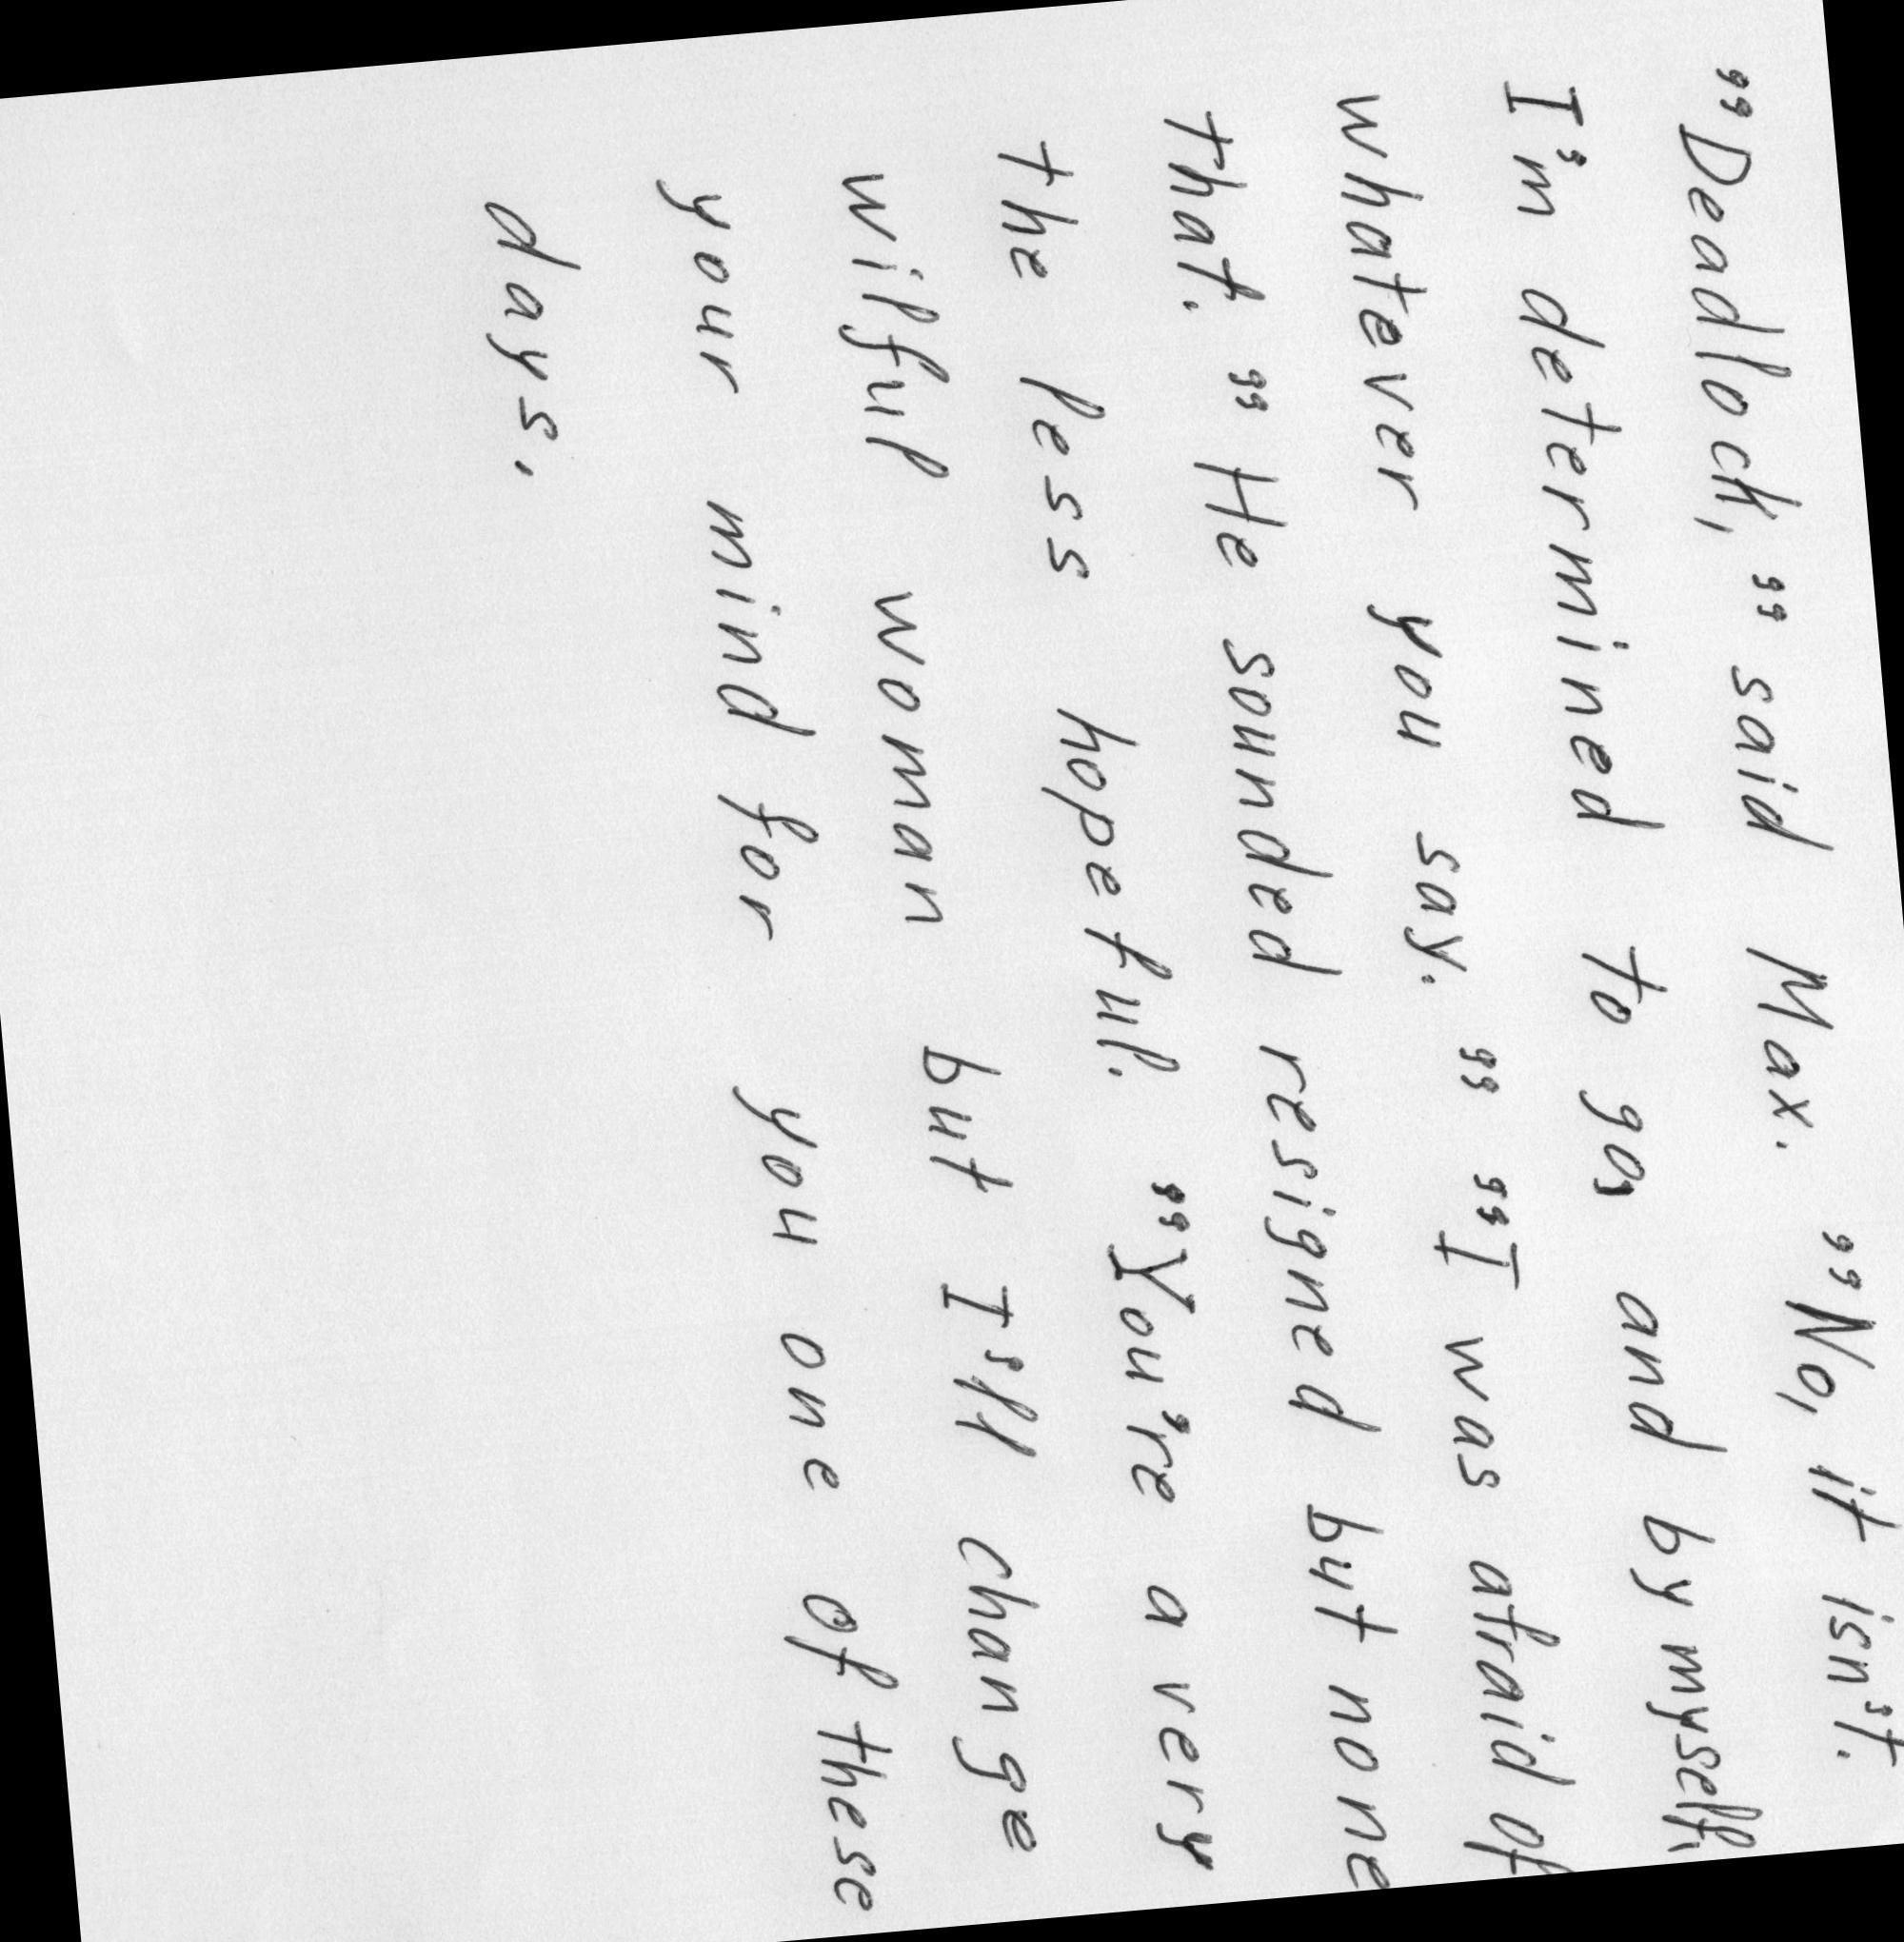 "Deadlock," said Max. "No, it isn't.
I'm determined to go, and by myself,
whatever you say." "I was afraid of
that." He sounded resigned but none
the less hopeful. "You're a very
wilful woman but I'll change
your mind for you one of these
days.